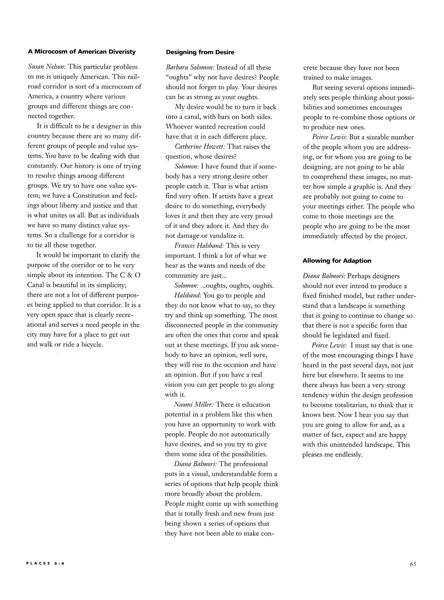 A Microcosm of American Diveristy
Susan Nelson: This particular problem
to me is uniquely American. This rail-
road corridor is sort of a microcosm of
America, a country where various
groups and different things are con-
nected together.
It is difficult to be a designer in this
country because there are so many dif-
ferent groups of people and value sys-
tems. You have to be dealing with that
constantly. Our history is one of trying
to resolve things among different
groups. We try to have one value sys-
tem; we have a Constitution and feel-
ings about liberty and justice and that
is what unites us all. But as individuals
we have so many distinct value sys-
tems. So a challenge for a corridor is
to tie all these together.
It would be important to clarify the
purpose of the corridor or to be very
simple about its intention. The C & O
Canal is beautiful in its simplicity;
there are not a lot of different purpos-
es being applied to that corridor. It is a
very open space that is clearly recre-
ational and serves a need people in the
city may have for a place to get out
and walk or ride a bicycle.
Designing from Desire
Barbara Solomon: Instead of all these
"oughts" why not have desires? People
should not forget to play. Your desires
can be as strong as your oughts.
My desire would be to turn it back
into a canal, with bars on both sides.
Whoever wanted recreation could
have that it in each different place.
Catherine Howett: That raises the
question, whose desires?
Solomon: I have found that if some-
body has a very strong desire other
people catch it. That is what artists
find very often. If artists have a great
desire to do something, everybody
loves it and then they are very proud
of it and they adore it. And they do
not damage or vandalize it.
Frances Halsband: This is very
important. I think a lot of what we
hear as the wants and needs of the
community are just...
Solomon: ...oughts, oughts, oughts.
Halsband: You go to people and
they do not know what to say, so they
try and think up something. The most
disconnected people in the community
are often the ones that come and speak
out at these meetings. If you ask some-
body to have an opinion, well sure,
they will rise to the occasion and have
an opinion. But if you have a real
vision you can get people to go along
with it.
Naomi Miller: There is education
potential in a problem like this when
you have an opportunity to work with
people. People do not automatically
have desires, and so you try to give
them some idea of the possibilities.
Diana Balmori: The professional
puts in a visual, understandable form a
series of options that help people think
more broadly about the problem.
People might come up with something
that is totally fresh and new from just
being shown a series of options that
they have not been able to make con-
crete because they have not been
trained to make images.
But seeing several options immedi-
ately sets people thinking about possi-
bilities and sometimes encourages
people to re-combine those options or
to produce new ones.
Peirce Lewis: But a sizeable number
of the people whom you are address-
ing, or for whom you are going to be
designing, are not going to be able
to comprehend these images, no mat-
ter how simple a graphic is. And they
are probably not going to come to
your meetings either. The people who
come to those meetings are the
people who are going to be the most
immediately affected by the project.
Allowing for Adaption
Diana Balmori: Perhaps designers
should not ever intend to produce a
fixed finished model, but rather under-
stand that a landscape is something
that is going to continue to change so
that there is not a specific form that
should be legislated and fixed.
Peirce Lewis: I must say that is one
of the most encouraging things I have
heard in the past several days, not just
here but elsewhere. It seems to me
there always has been a very strong
tendency within the design profession
to become totalitarian, to think that it
knows best. Now I hear you say that
you are going to allow for and, as a
matter of fact, expect and are happy
with this unintended landscape. This
pleases me endlessly.
PLACES 6:4
65